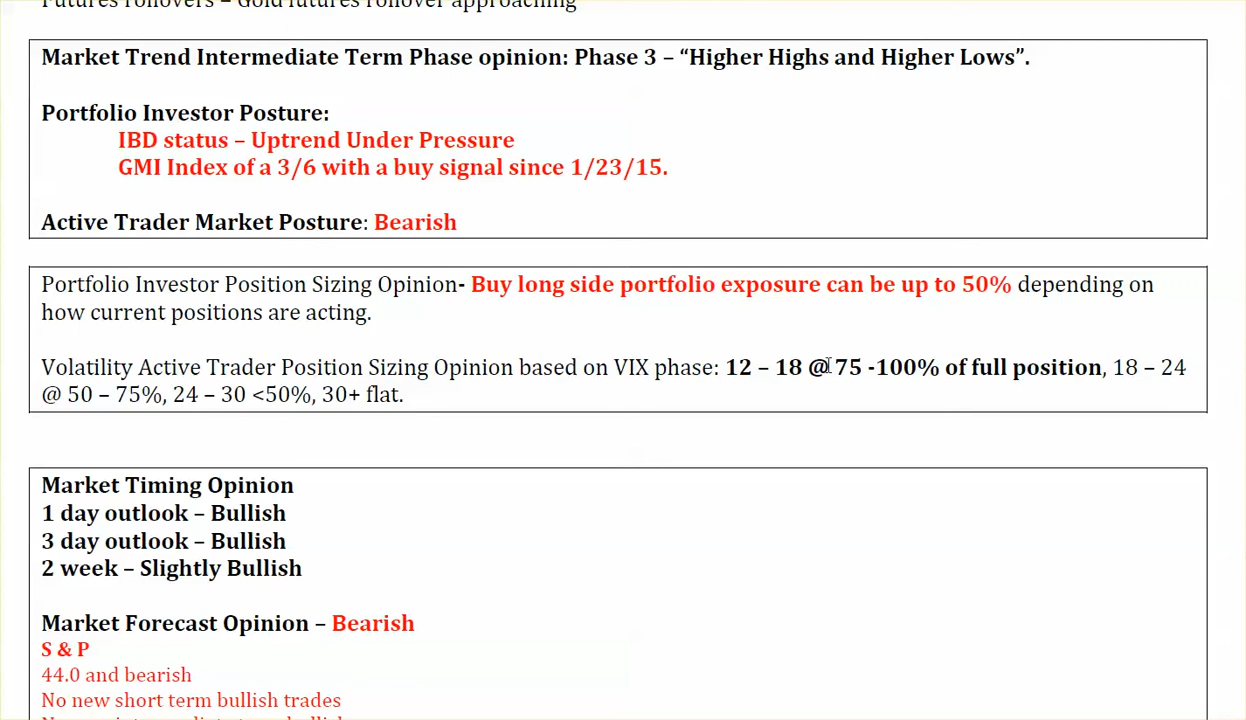 Futures rollovers – Gold futures rollover approaching
Market Trend Intermediate Term Phase opinion: Phase 3 – “Higher Highs and Higher Lows”.
Portfolio Investor Posture:
IBD status – Uptrend Under Pressure
GMI Index of a 3/6 with a buy signal since 1/23/15.
Active Trader Market Posture: Bearish
Portfolio Investor Position Sizing Opinion- Buy long side portfolio exposure can be up to 50% depending on
how current positions are acting.
Volatility Active Trader Position Sizing Opinion based on VIX phase: 12 – 18 @ 75 -100% of full position, 18 – 24
@ 50 – 75%, 24 – 30 <50%, 30+ flat.
Market Timing Opinion
1 day outlook – Bullish
3 day outlook – Bullish
2 week – Slightly Bullish
Market Forecast Opinion – Bearish
S & P
44.0 and bearish
No new short term bullish trades